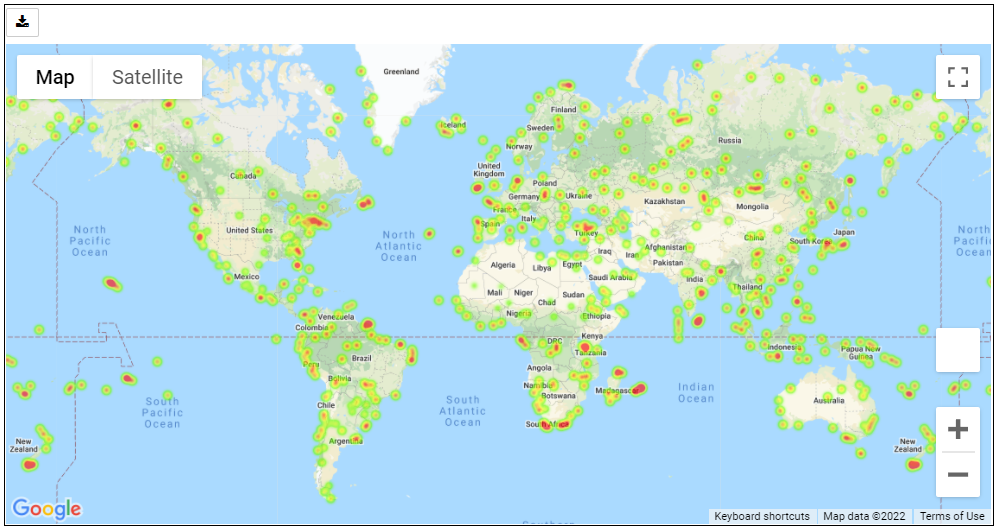 Map
Satellite
Greenland
Iceland
Finland
Sweden
Norway
Russia
Canada
United
Kingdom
Poland
Germany
Ukraine
Kazakhstan
France
Mongolia
North
Pacific
Ocean
United States
North
Atlantic
Ocean
Spain
Italy
Turkey
China
South Korea
Japan
North
Pacific
Ocean
Mexico
Algeria
Libya
Egypt
Iraq
Iran
Afghanistan
Pakistan
Saudi Arabia
India
Mali
Niger
Chad
Sudan
Thailand
Venezuela
Colombia
Nigeria
Ethiopia
Kenya
DRC
Tanzania
Indonesia
Papua New
Guinea
Peru
Brazil
Bolivia
Angola
Namibia
Botswana
Madagascar
Indian
Ocean
Australia
South
Pacific
Ocean
Chile
South
Atlantic
Ocean
South Africa
Argentina
New
Zealand
New
Zealand
Google
Southern
Keyboard shortcuts
Map data ©2022
Terms of Use